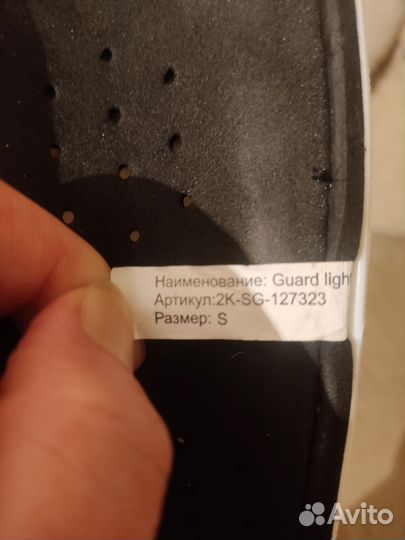 Наименование: Guard light
Артикул:2K-SG-127323
Размер: S
Avito